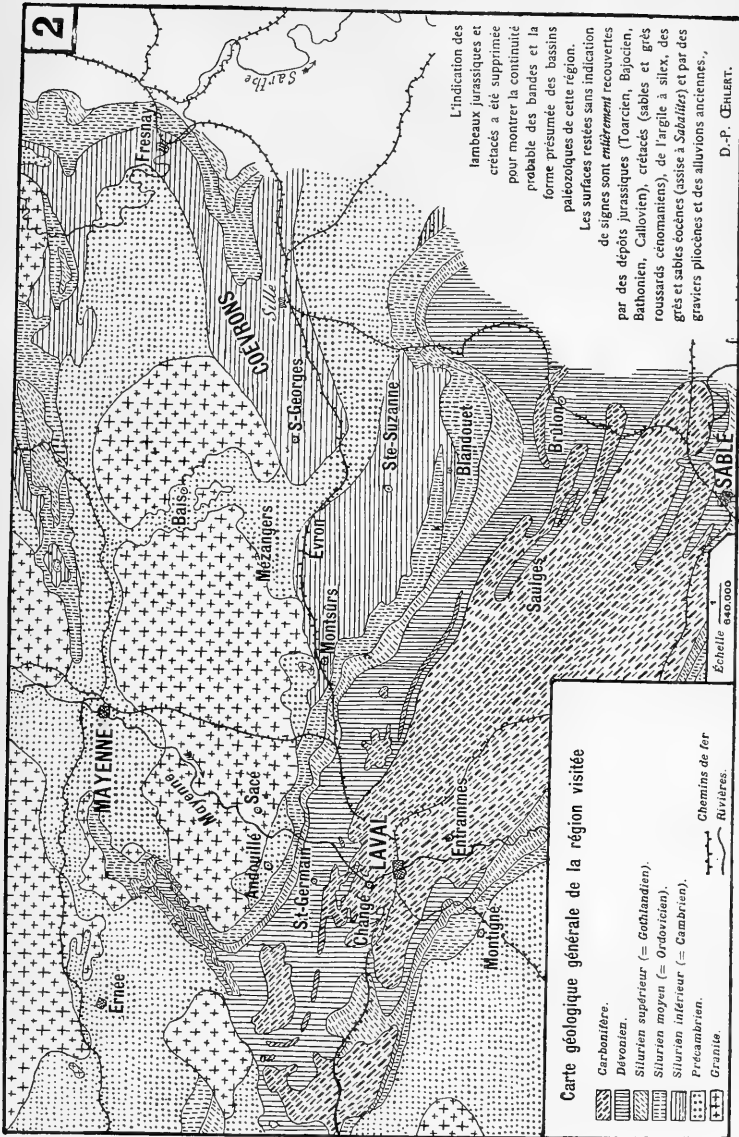 2
L'indication des
lambeaux jurassiques et
crétacés a été supprimée
pour montrer la continuité
probable des bandes et la
forme présumée des bassins
paléozoïques de cette région.
Les surfaces restées sans indication
de signes sont entièrement recouvertes
par des dépôts jurassiques (Toarcien, Bajocien,
Bathonien, Callovien), crétacés (sables et grès
roussards cénomaniens), de l'argile à silex, des
grès et sables éocènes (assise à Sabalites) et par des
graviers pliocènes et des alluvions anciennes.,
D.-P. ŒHLERT.
Sarthe
Fresnay
Sillé
COËVRONS
St-Georges
Bais
Mézangers
Evron
Ste-Suzanne
Blandouet
Brulon
Montsûrs
Saulges
SABLÉ
MAYENNE
Mayenne
Sacé
Andouillé
Ernée
St-Germain
Changé
LAVAL
Entrammes
Montigné
Échelle 1
640.000
Carte géologique générale de la région visitée
Carbonifère.
Dévonien.
Silurien supérieur (= Gothlandien).
Silurien moyen (= Ordovicien).
Silurien inférieur (= Cambrien).
Précambrien.
Granite.
Chemins de fer
Rivières.